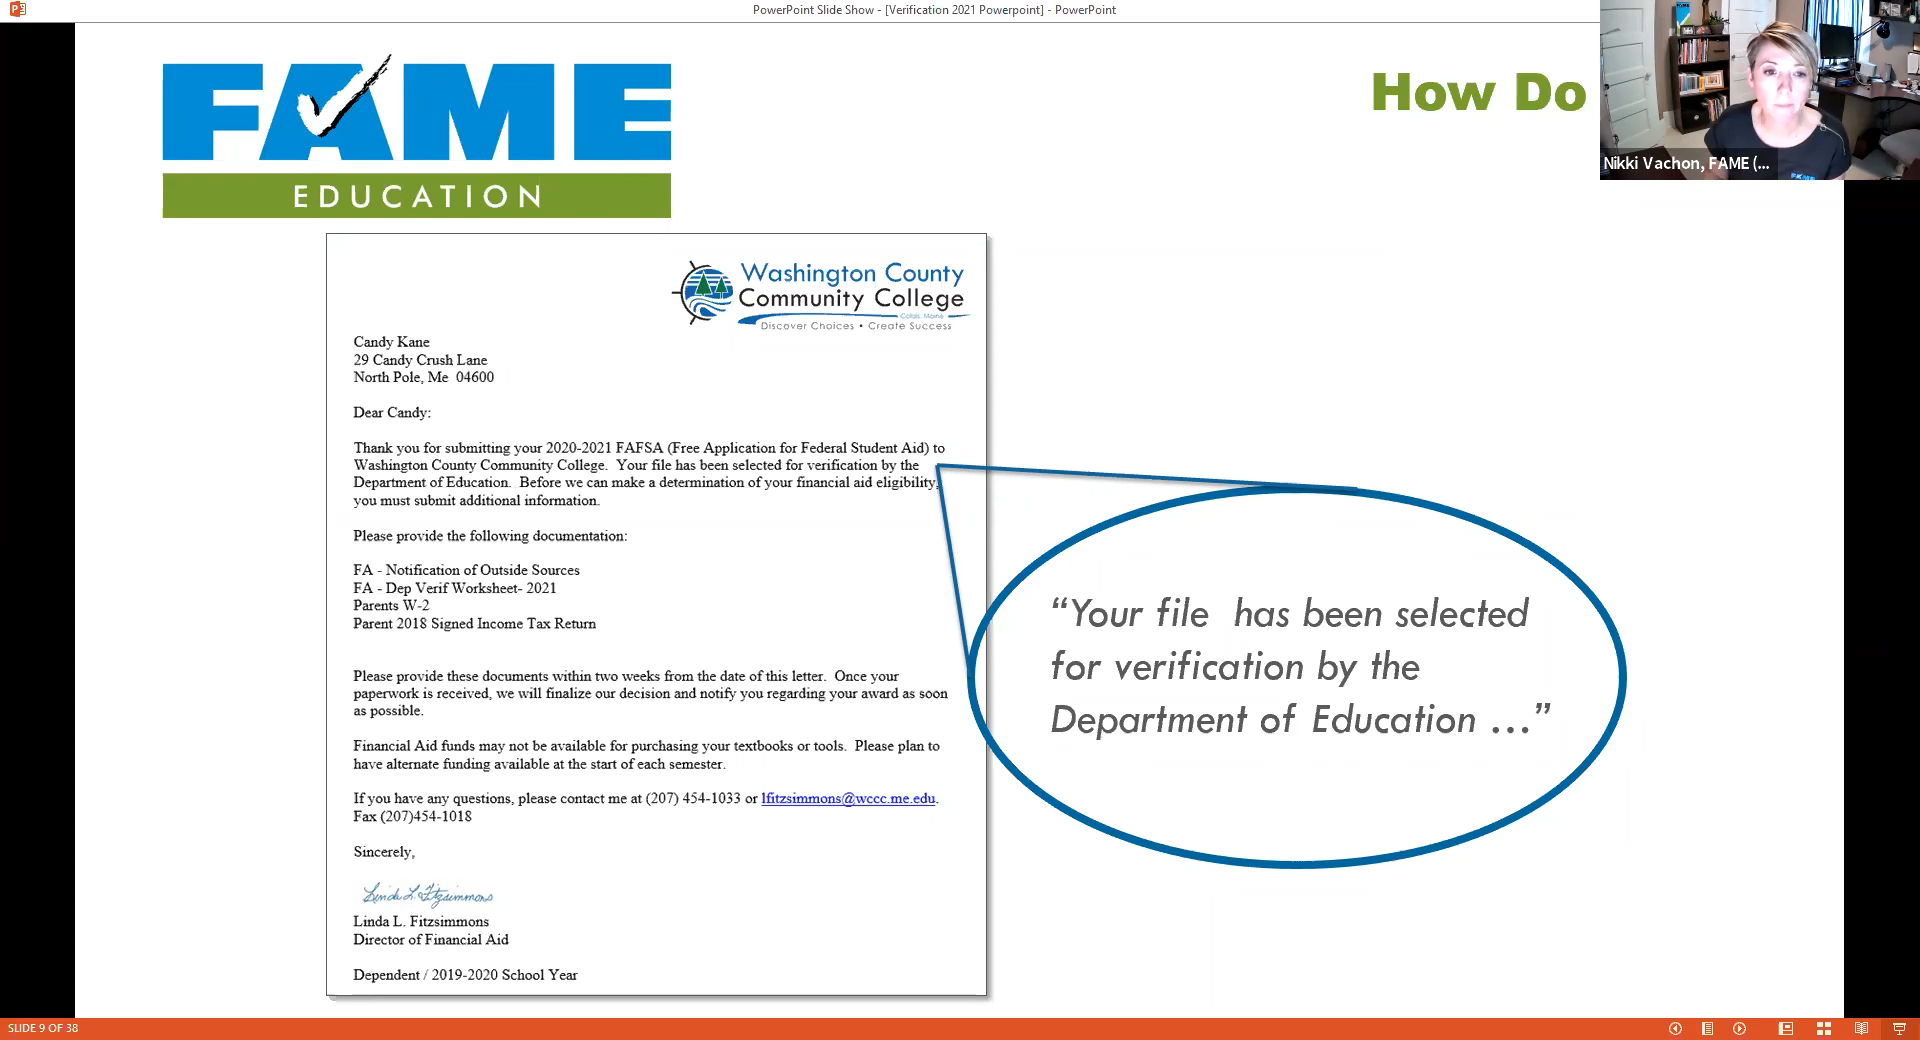 PowerPoint Slide Show - [Verification 2021 Powerpoint] - PowerPoint
FAME
EDUCATION
How Do
Nikki Vachon, FAME (...
FAME
Washington County
Community College
Calais, Maine
Discover Choices • Create Success
Candy Kane
29 Candy Crush Lane
North Pole, Me 04600
Dear Candy:
Thank you for submitting your 2020-2021 FAFSA (Free Application for Federal Student Aid) to
Washington County Community College. Your file has been selected for verification by the
Department of Education. Before we can make a determination of your financial aid eligibility,
you must submit additional information.
Please provide the following documentation:
FA - Notification of Outside Sources
FA - Dep Verif Worksheet- 2021
Parents W-2
Parent 2018 Signed Income Tax Return
Please provide these documents within two weeks from the date of this letter. Once your
paperwork is received, we will finalize our decision and notify you regarding your award as soon
as possible.
Financial Aid funds may not be available for purchasing your textbooks or tools. Please plan to
have alternate funding available at the start of each semester.
If you have any questions, please contact me at (207) 454-1033 or lfitzsimmons@wccc.me.edu.
Fax (207)454-1018
Sincerely,
Linda L. Fitzsimmons
Linda L. Fitzsimmons
Director of Financial Aid
Dependent / 2019-2020 School Year
“Your file has been selected
for verification by the
Department of Education ...”
SLIDE 9 OF 38